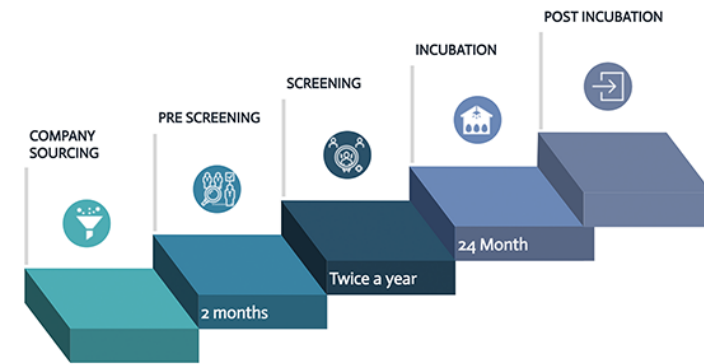 COMPANY
SOURCING
PRE SCREENING
2 months
SCREENING
Twice a year
INCUBATION
24 Month
POST INCUBATION